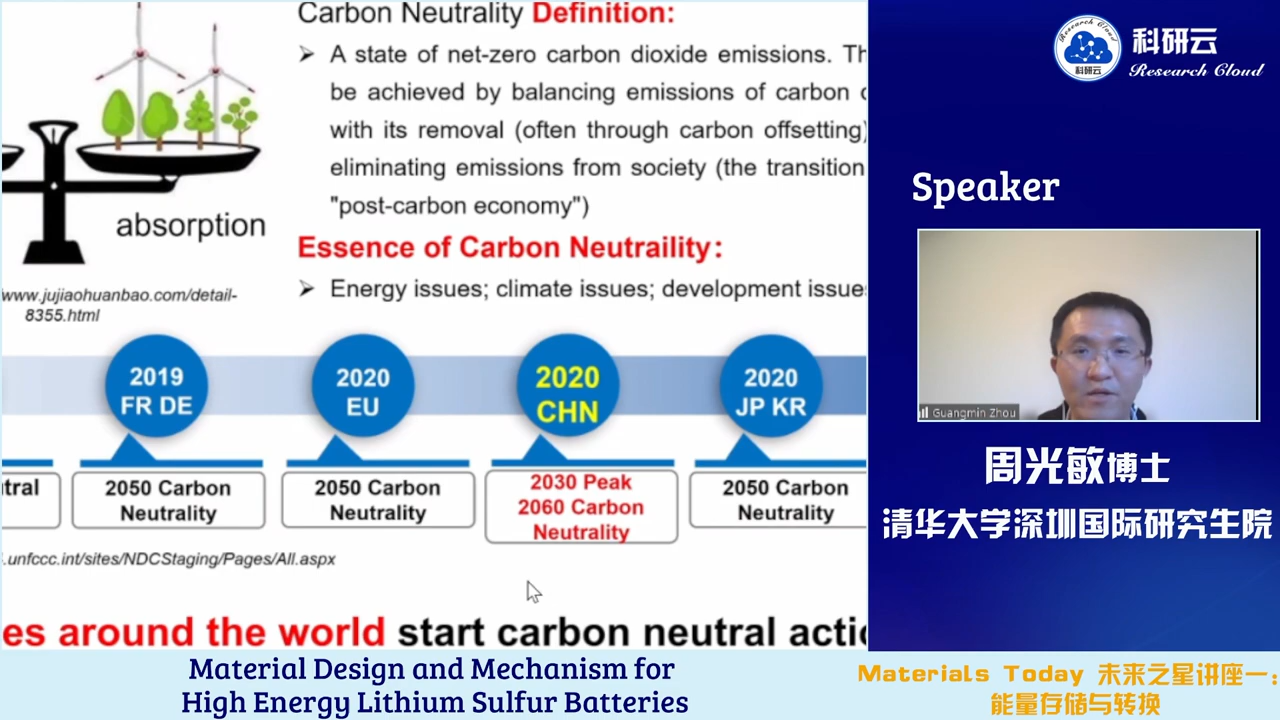 Carbon Neutrality Definition:
➢ A state of net-zero carbon dioxide emissions. Th
be achieved by balancing emissions of carbon
with its removal (often through carbon offsetting)
eliminating emissions from society (the transition
"post-carbon economy")
absorption
Essence of Carbon Neutraility:
➢ Energy issues; climate issues; development issues
www.jujiaohuanbao.com/detail-
8355.html
2019
FR DE
2020
EU
2020
CHN
2020
JP KR
tral
2050 Carbon
Neutrality
2050 Carbon
Neutrality
2030 Peak
2060 Carbon
Neutrality
2050 Carbon
Neutrality
.unfccc.int/sites/NDCStaging/Pages/All.aspx
es around the world start carbon neutral actio
Research Cloud
科研云
科研云
Research Cloud
Speaker
Guangmin Zhou
周光敏博士
清华大学深圳国际研究生院
Material Design and Mechanism for
High Energy Lithium Sulfur Batteries
Materials Today 未来之星讲座一：
能量存储与转换